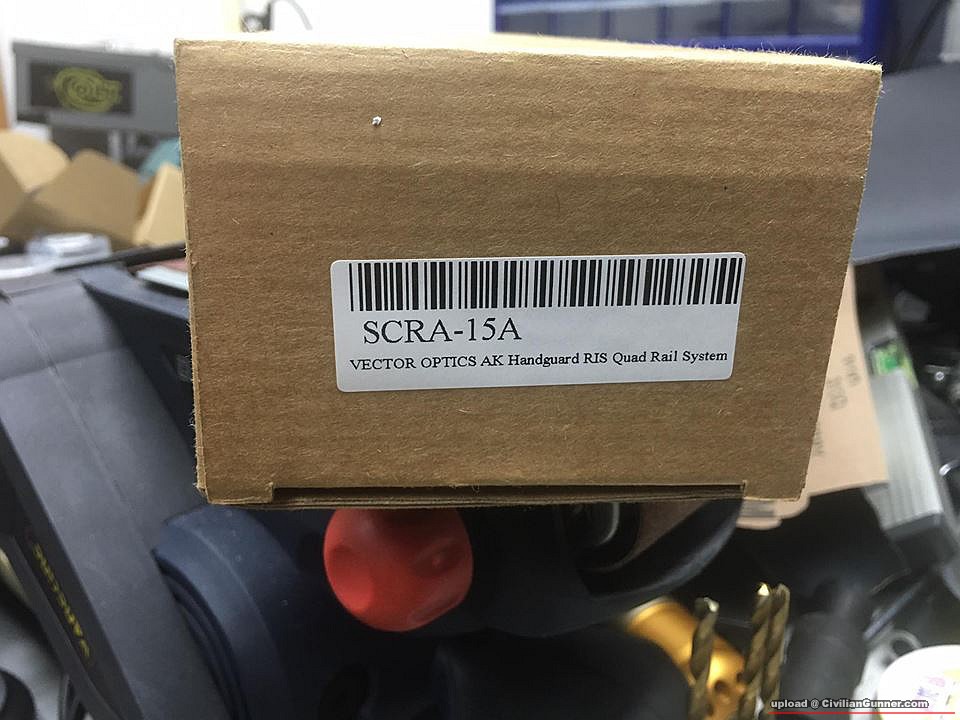 SCRA-15A
VECTOR OPTICS AK Handguard RIS Quad Rail System
upload @ CivilianGunner.com